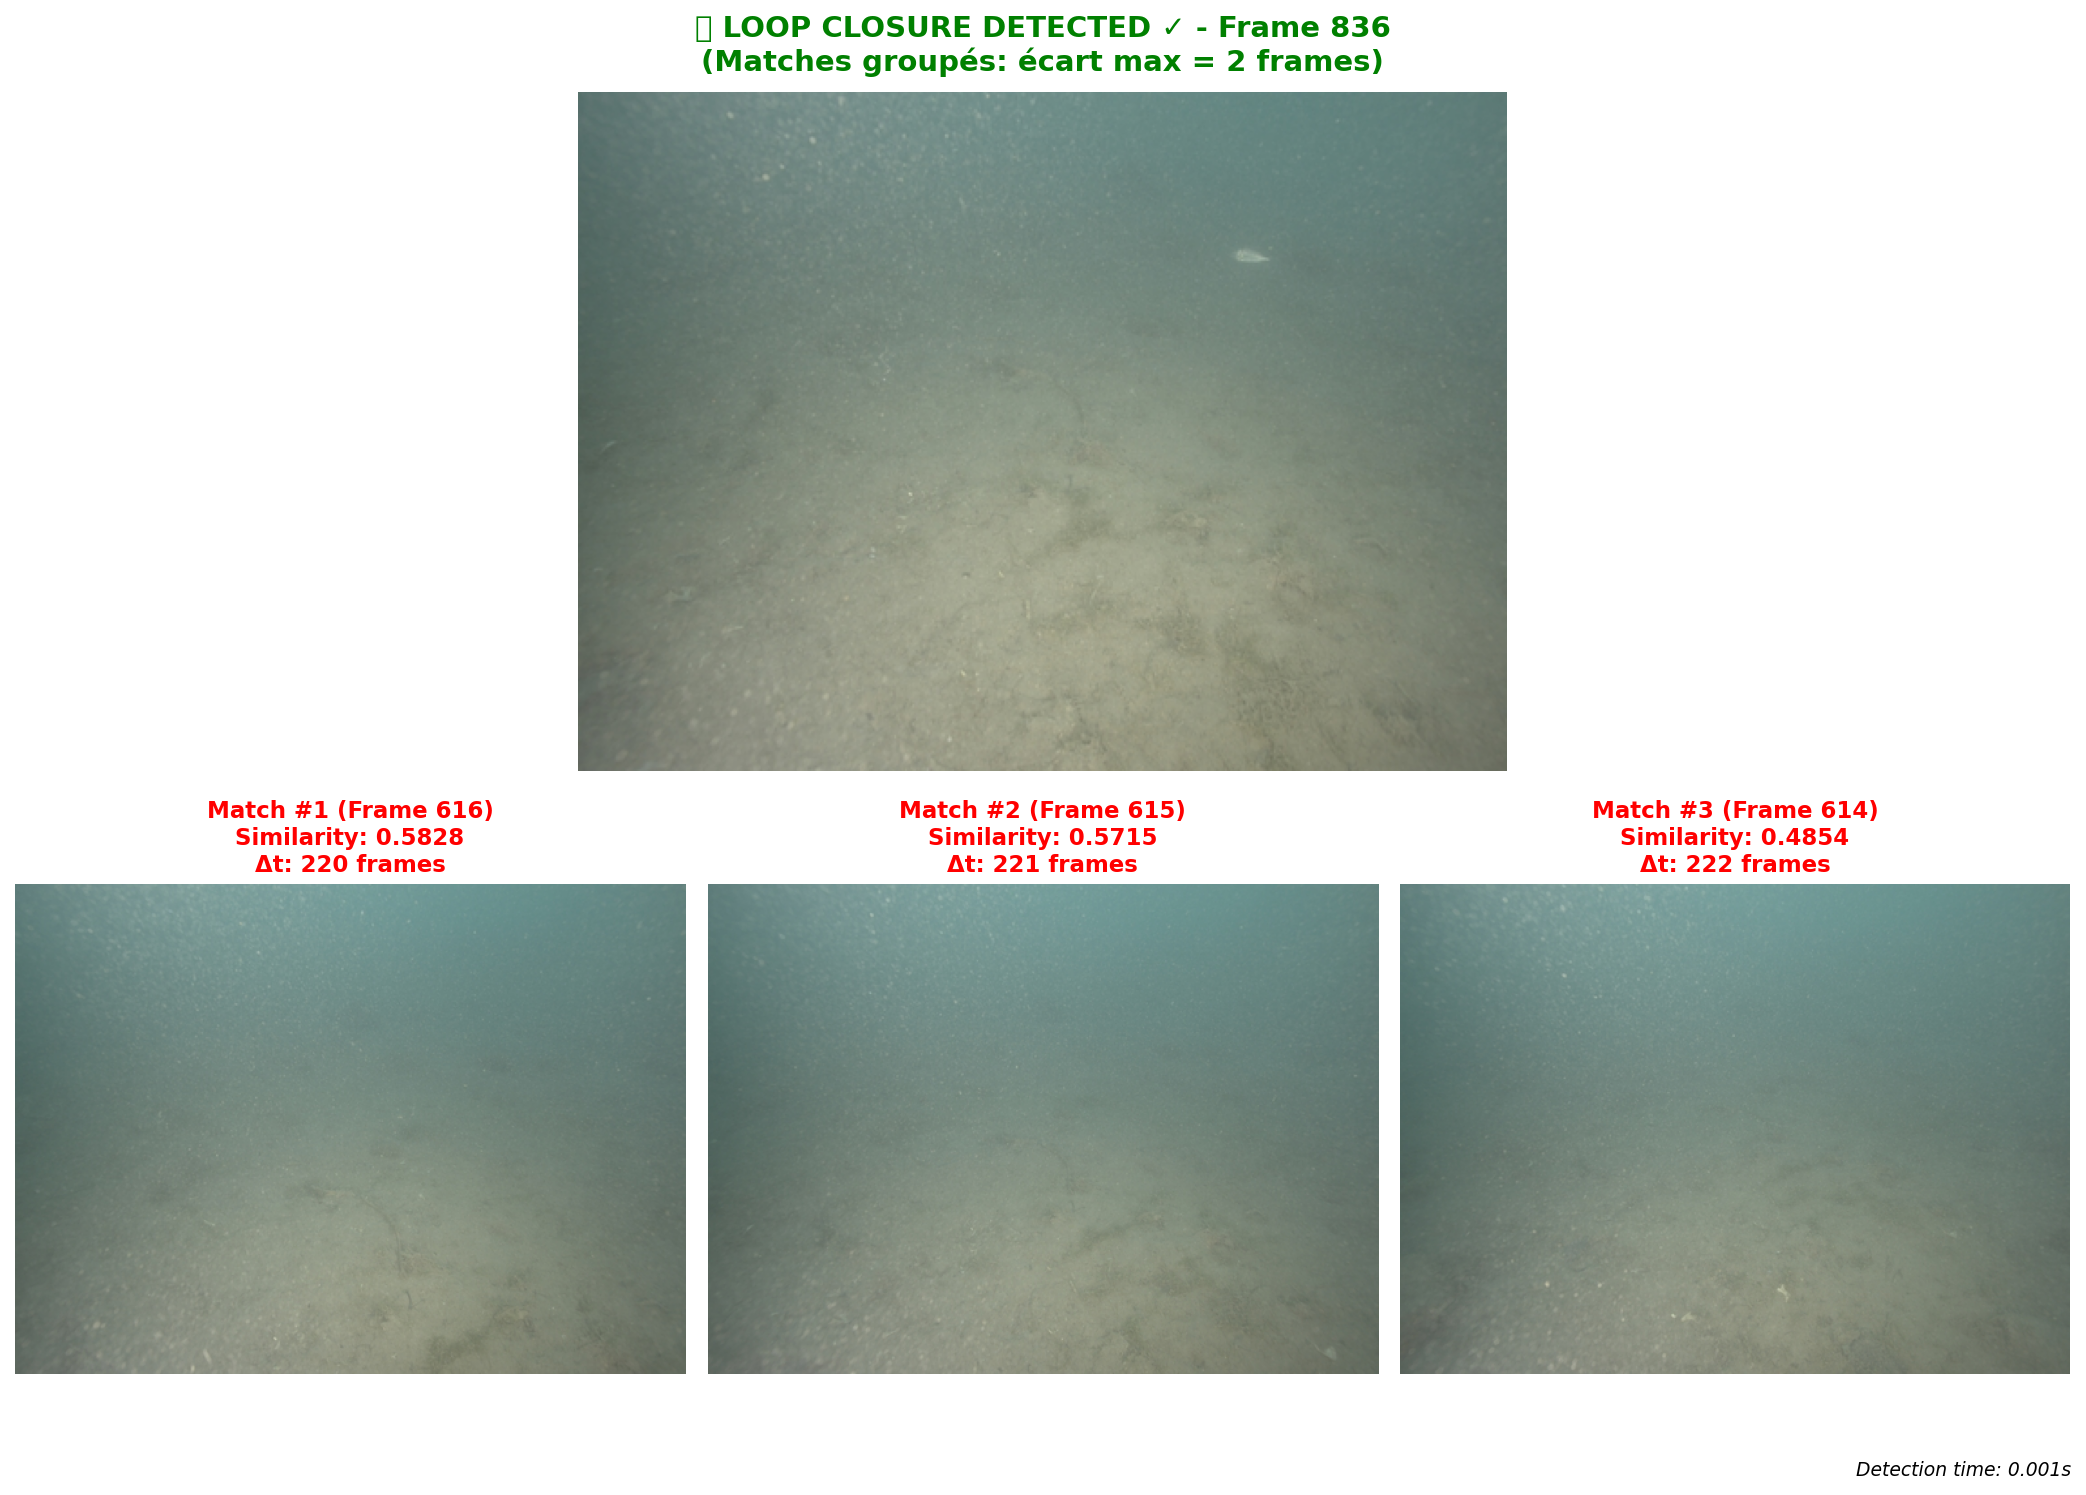 LOOP CLOSURE DETECTED ✓ - Frame 836
(Matches groupés: écart max = 2 frames)
Match #1 (Frame 616)
Similarity: 0.5828
Δt: 220 frames
Match #2 (Frame 615)
Similarity: 0.5715
Δt: 221 frames
Match #3 (Frame 614)
Similarity: 0.4854
Δt: 222 frames
Detection time: 0.001s